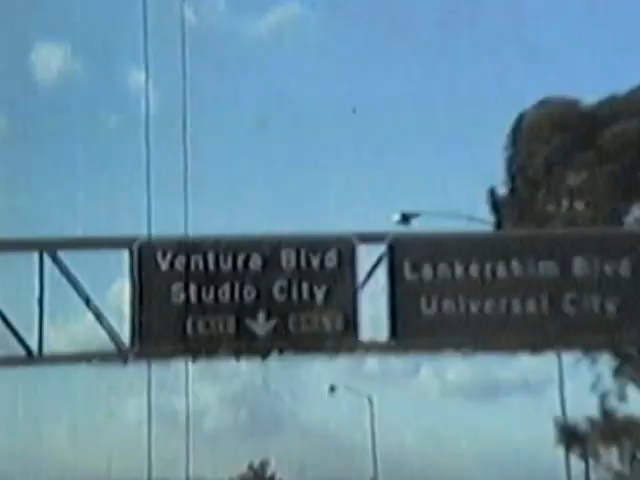 Ventura Blvd
Studio City
Lankershim Blvd
Universal City